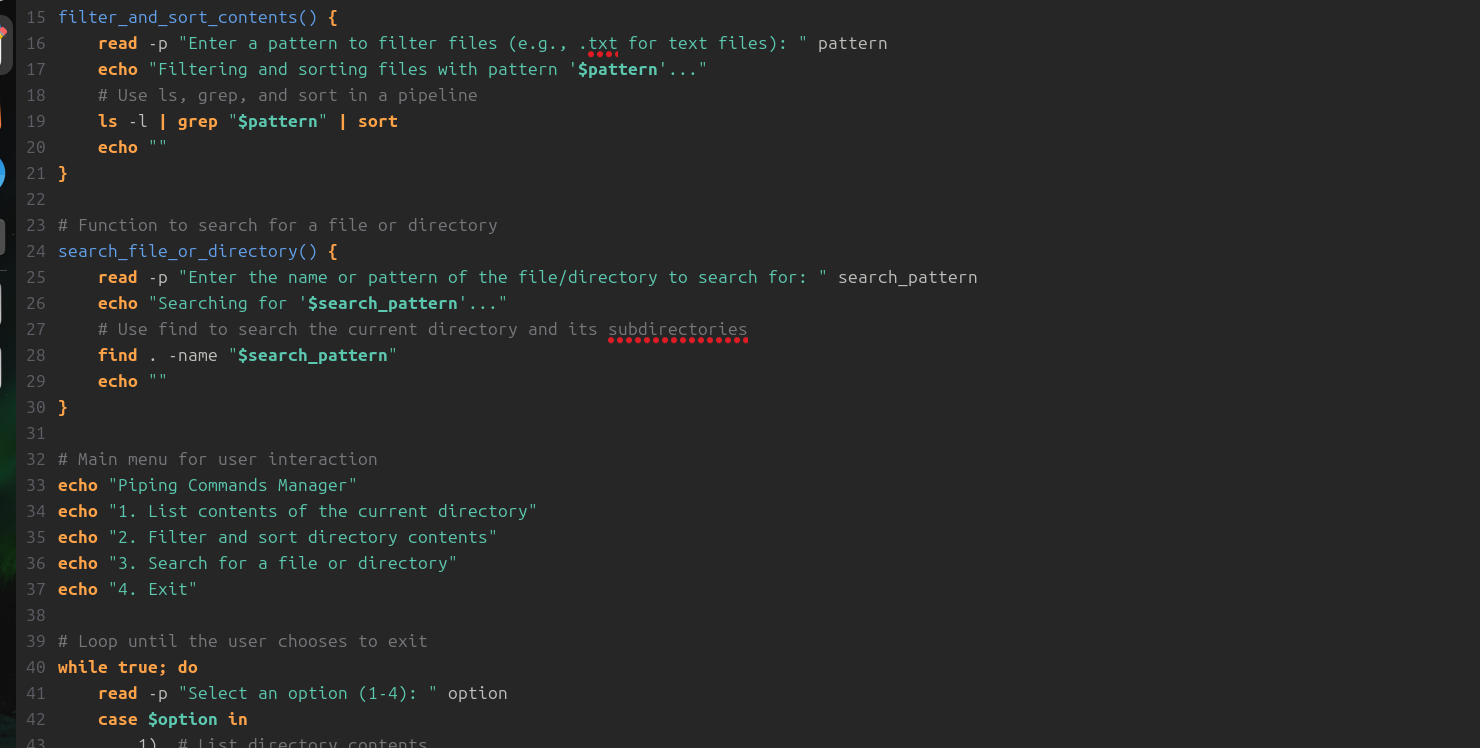 15 filter_and_sort_contents() {
16     read -p "Enter a pattern to filter files (e.g., .txt for text files): " pattern
17     echo "Filtering and sorting files with pattern '$pattern'..."
18     # Use ls, grep, and sort in a pipeline
19     ls -l | grep "$pattern" | sort
20     echo ""
21 }
22
23 # Function to search for a file or directory
24 search_file_or_directory() {
25     read -p "Enter the name or pattern of the file/directory to search for: " search_pattern
26     echo "Searching for '$search_pattern'..."
27     # Use find to search the current directory and its subdirectories
28     find . -name "$search_pattern"
29     echo ""
30 }
31
32 # Main menu for user interaction
33 echo "Piping Commands Manager"
34 echo "1. List contents of the current directory"
35 echo "2. Filter and sort directory contents"
36 echo "3. Search for a file or directory"
37 echo "4. Exit"
38
39 # Loop until the user chooses to exit
40 while true; do
41     read -p "Select an option (1-4): " option
42     case $option in
43         1)  # List directory contents